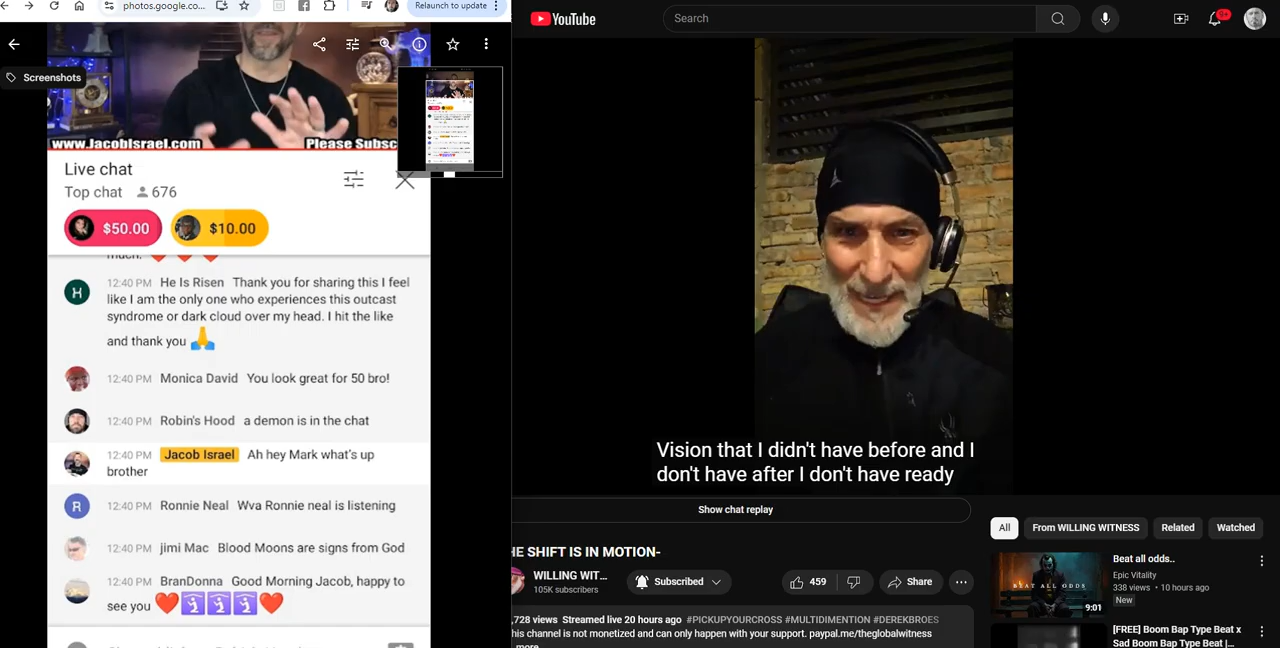 photos.google.co...
Relaunch to update
Screenshots
www.JacobIsrael.com
Please Subsc
Live chat
Top chat 676
$50.00
$10.00
much.
12:40 PM He Is Risen Thank you for sharing this I feel
like I am the only one who experiences this outcast
syndrome or dark cloud over my head. I hit the like
and thank you
12:40 PM Monica David You look great for 50 bro!
12:40 PM Robin's Hood a demon is in the chat
12:40 PM Jacob Israel Ah hey Mark what's up
brother
12:40 PM Ronnie Neal Wva Ronnie neal is listening
12:40 PM jimi Mac Blood Moons are signs from God
12:40 PM BranDonna Good Morning Jacob, happy to
see you
YouTube
Search
9+
Vision that I didn't have before and I
don't have after I don't have ready
Show chat replay
HE SHIFT IS IN MOTION-
WILLING WIT...
105K subscribers
Subscribed
459
Share
,728 views Streamed live 20 hours ago #PICKUPYOURCROSS #MULTIDIMENTION #DEREKBROES
his channel is not monetized and can only happen with your support. paypal.me/theglobalwitness
more
All
From WILLING WITNESS
Related
Watched
BEAT ALL ODDS
9:01
Beat all odds..
Epic Vitality
338 views • 10 hours ago
New
[FREE] Boom Bap Type Beat x
Sad Boom Bap Type Beat |...